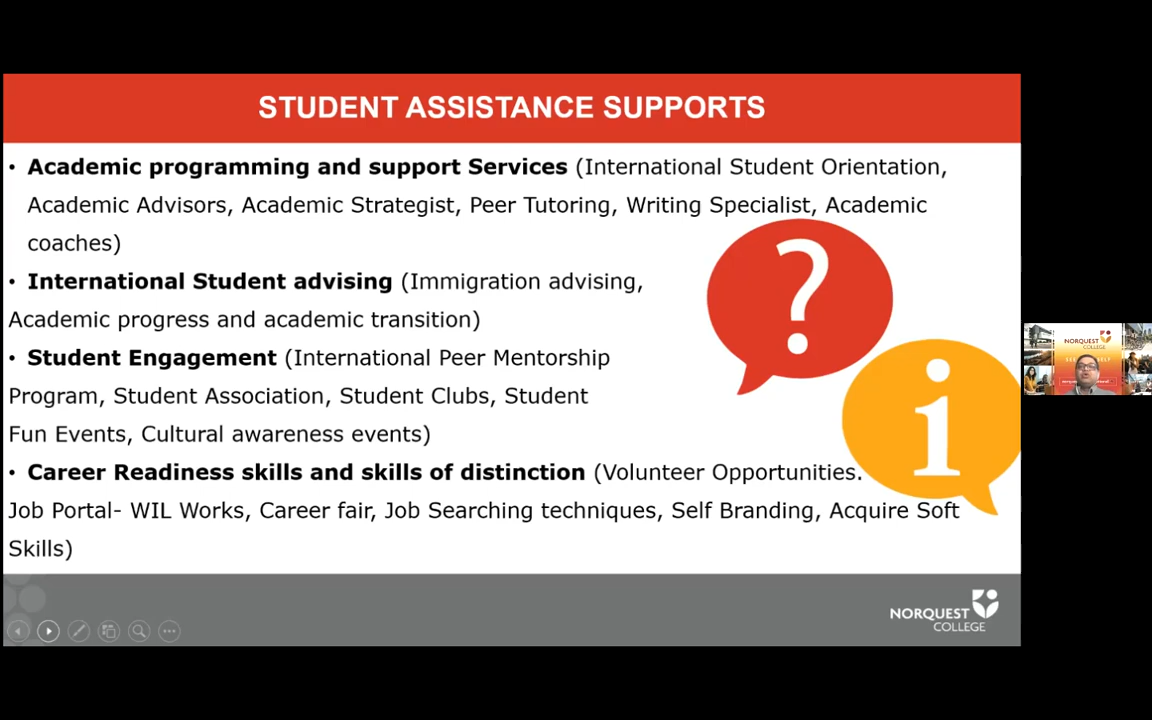 STUDENT ASSISTANCE SUPPORTS
• Academic programming and support Services (International Student Orientation,
Academic Advisors, Academic Strategist, Peer Tutoring, Writing Specialist, Academic
coaches)
• International Student advising (Immigration advising,
Academic progress and academic transition)
• Student Engagement (International Peer Mentorship
Program, Student Association, Student Clubs, Student
Fun Events, Cultural awareness events)
• Career Readiness skills and skills of distinction (Volunteer Opportunities.
Job Portal- WIL Works, Career fair, Job Searching techniques, Self Branding, Acquire Soft
Skills)
?
i
NORQUEST
COLLEGE
NORQUEST
COLLEGE